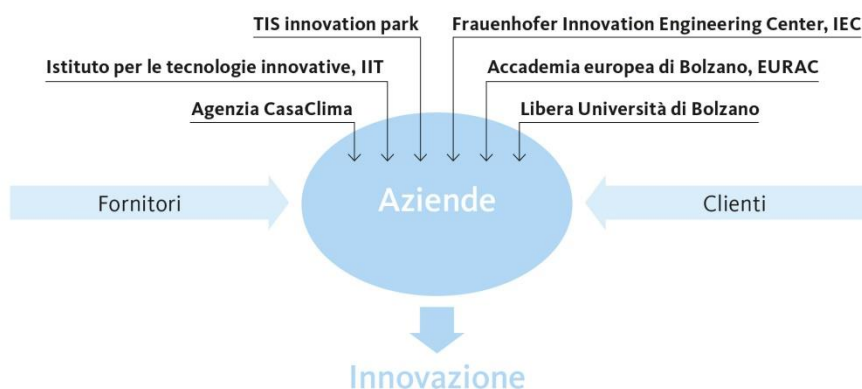 TIS innovation park
Frauenhofer Innovation Engineering Center, IEC
Istituto per le tecnologie innovative, IIT
Accademia europea di Bolzano, EURAC
Agenzia CasaClima
Libera Università di Bolzano
Fornitori
Aziende
Clienti
Innovazione